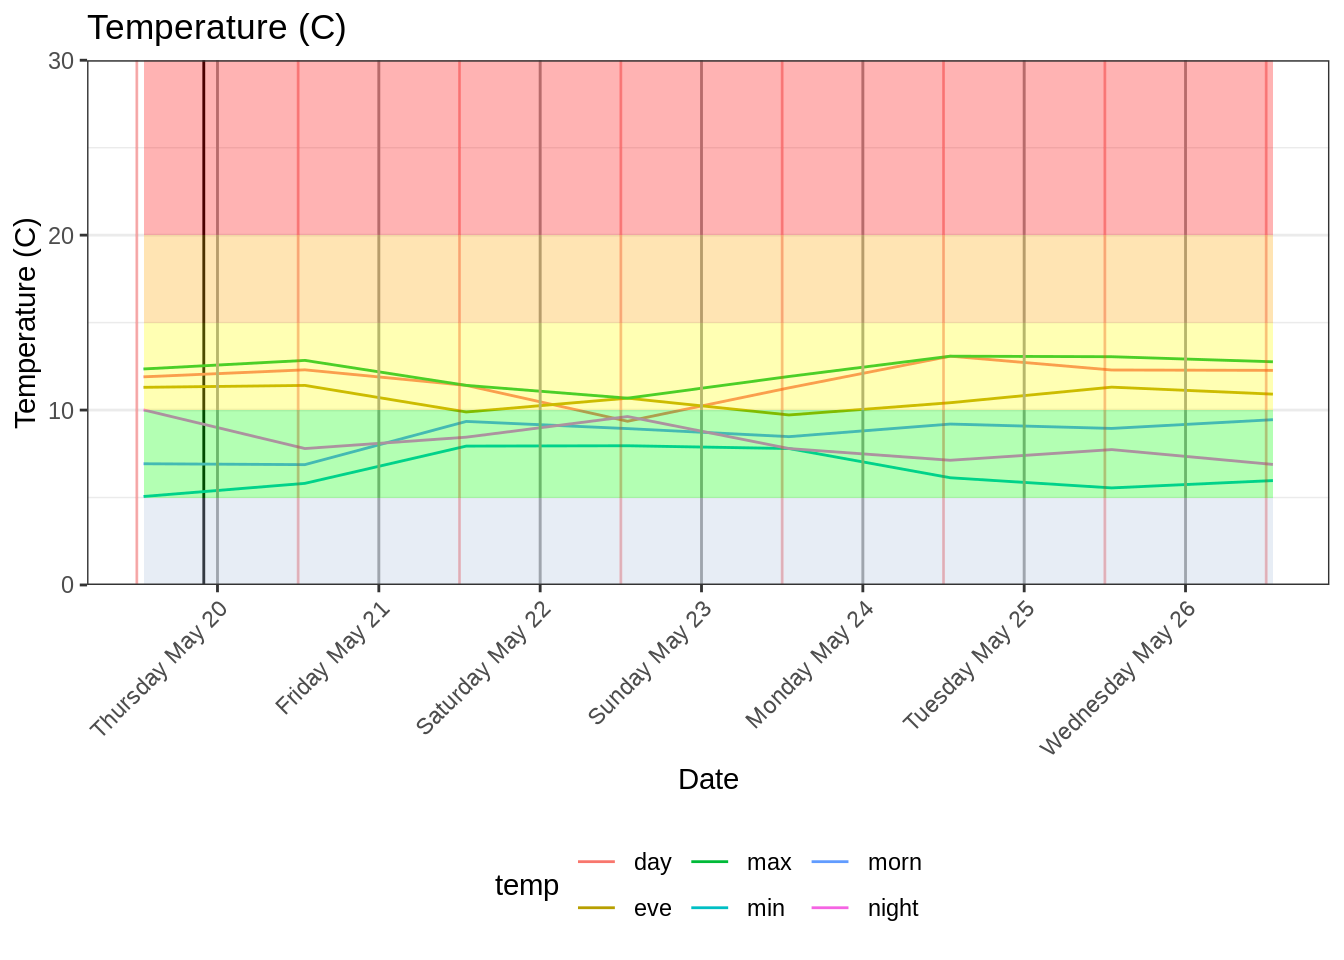 Temperature (C)
Temperature (C)
30
20
10
0
Thursday May 20
Friday May 21
Saturday May 22
Sunday May 23
Monday May 24
Tuesday May 25
Wednesday May 26
Date
temp
day
max
morn
eve
min
night